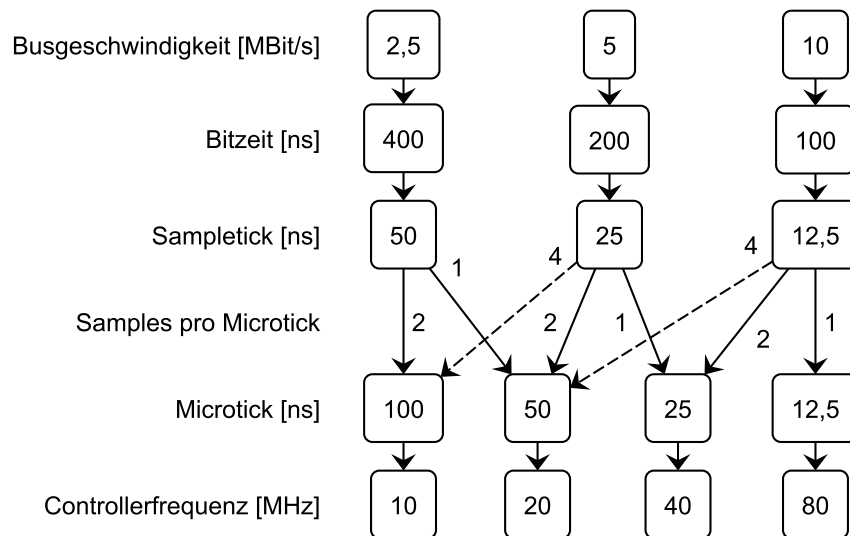 Busgeschwindigkeit [MBit/s] 2,5 5 10
Bitzeit [ns] 400 200 100
Sampletick [ns] 50 25 12,5
1 4 4
Samples pro Microtick 2 2 1 2 1
Microtick [ns] 100 50 25 12,5
Controllerfrequenz [MHz] 10 20 40 80